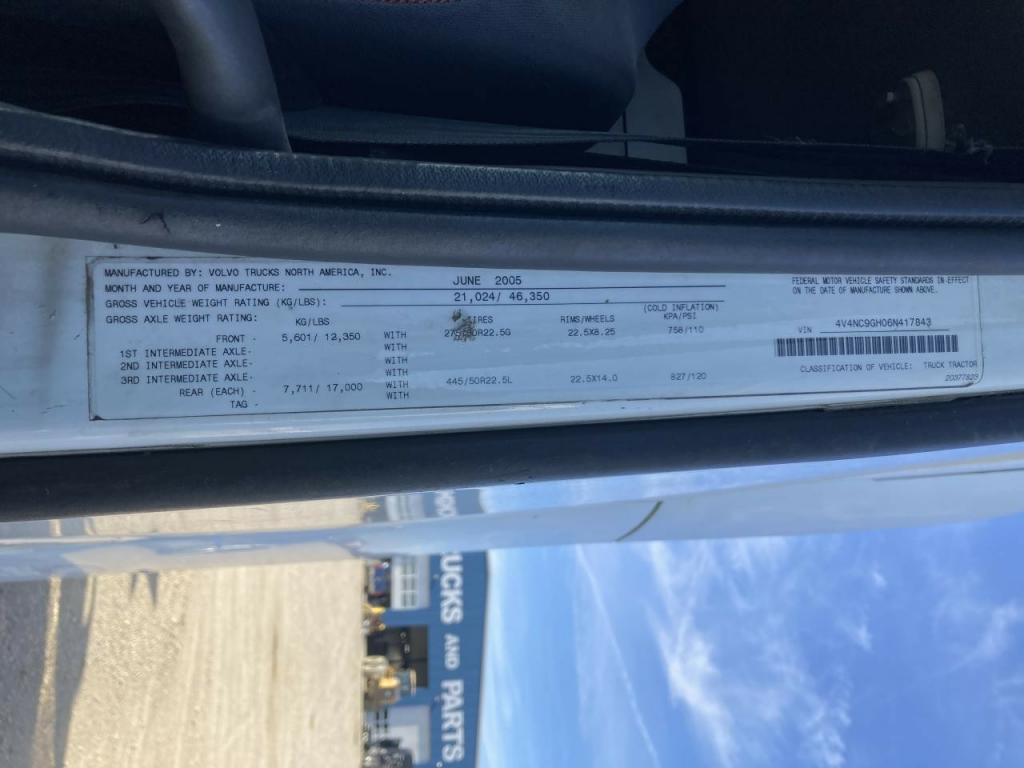 MANUFACTURED BY: VOLVO TRUCKS NORTH AMERICA, INC.
MONTH AND YEAR OF MANUFACTURE: JUNE 2005
GROSS VEHICLE WEIGHT RATING (KG/LBS): 21,024/ 46,350
GROSS AXLE WEIGHT RATING: KG/LBS TIRES RIMS/WHEELS (COLD INFLATION) KPA/PSI
FRONT - 5,601/ 12,350 WITH 22.5X8.25 758/110
1ST INTERMEDIATE AXLE- WITH
2ND INTERMEDIATE AXLE- WITH
3RD INTERMEDIATE AXLE- WITH
REAR (EACH) - 7,711/ 17,000 WITH 445/50R22.5L 22.5X14.0 827/120
TAG - WITH
FEDERAL MOTOR VEHICLE SAFETY STANDARDS IN EFFECT
ON THE DATE OF MANUFACTURE SHOWN ABOVE.
VIN 4V4NC9GH06N417843
CLASSIFICATION OF VEHICLE: TRUCK TRACTOR
20377823
AND PARTS